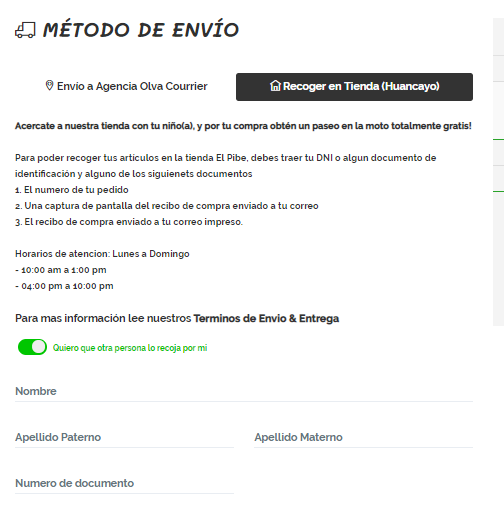 MÉTODO DE ENVÍO
Envío a Agencia Olva Courrier
Recoger en Tienda (Huancayo)
Acercate a nuestra tienda con tu niño(a), y por tu compra obtén un paseo en la moto totalmente gratis!
Para poder recoger tus artículos en la tienda El Pibe, debes traer tu DNI o algun documento de
identificación y alguno de los siguienets documentos
1. El numero de tu pedido
2. Una captura de pantalla del recibo de compra enviado a tu correo
3. El recibo de compra enviado a tu correo impreso.
Horarios de atencion: Lunes a Domingo
- 10:00 am a 1:00 pm
- 04:00 pm a 10:00 pm
Para mas información lee nuestros Terminos de Envio & Entrega
Quiero que otra persona lo recoja por mi
Nombre
Apellido Paterno
Apellido Materno
Numero de documento